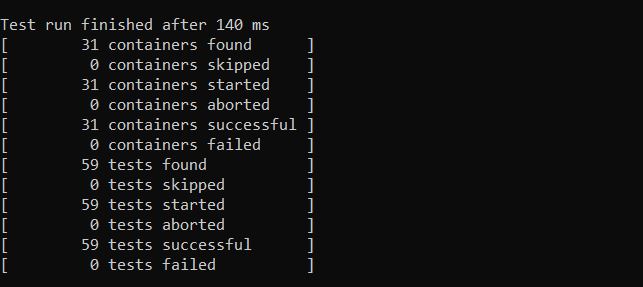 Test run finished after 140 ms
[        31 containers found      ]
[         0 containers skipped    ]
[        31 containers started    ]
[         0 containers aborted    ]
[        31 containers successful ]
[         0 containers failed     ]
[        59 tests found           ]
[         0 tests skipped         ]
[        59 tests started         ]
[         0 tests aborted         ]
[        59 tests successful      ]
[         0 tests failed          ]